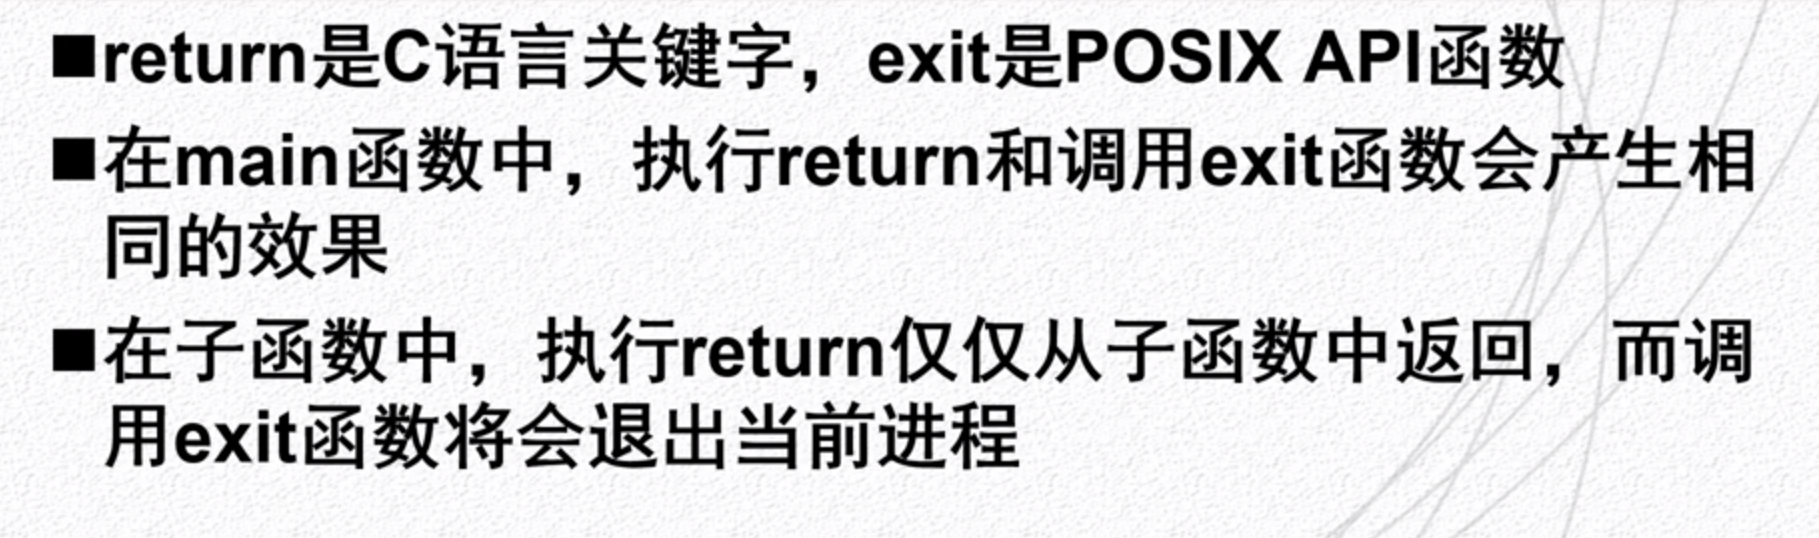 ■return是C语言关键字，exit是POSIX API函数
■在main函数中，执行return和调用exit函数会产生相
同的效果
■在子函数中，执行return仅仅从子函数中返回，而调
用exit函数将会退出当前进程